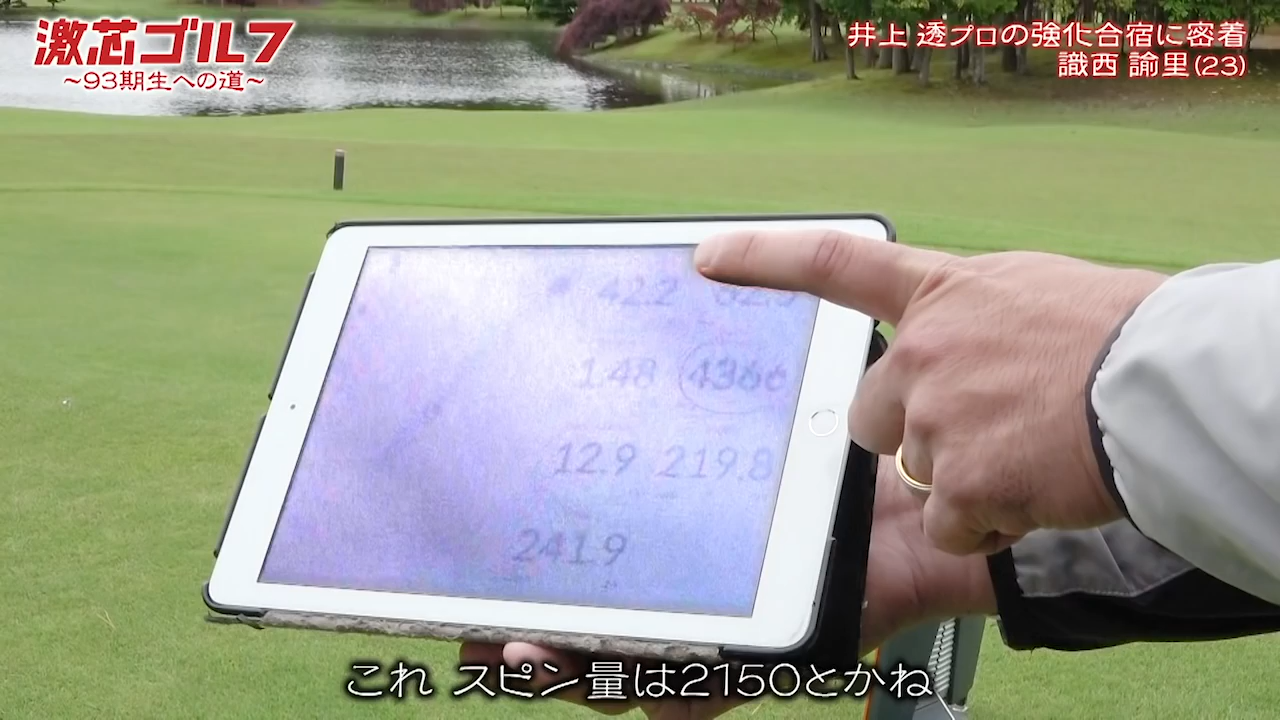 激芯ゴルフ
~93期生への道~
井上 透プロの強化合宿に密着
識西 諭里(23)
42.2
1.48 4366
12.9 219.8
241.9
これ スピン量は2150とかね